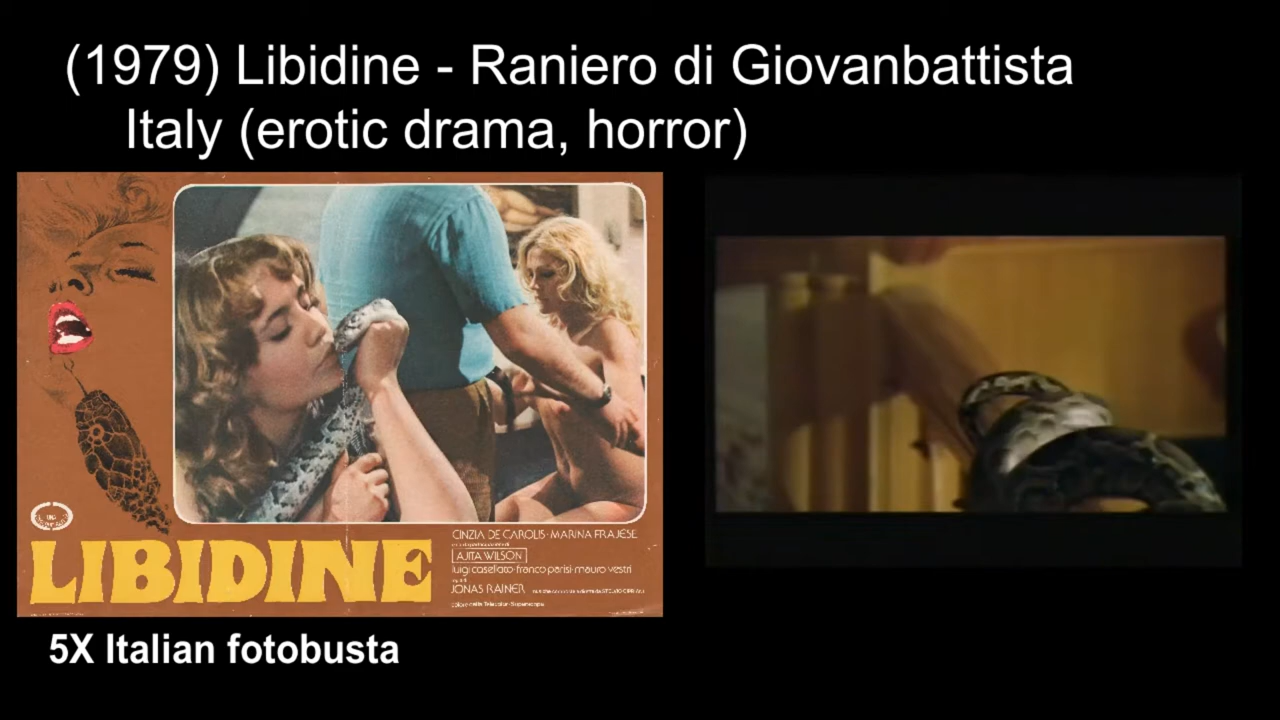 (1979) Libidine - Raniero di Giovanbattista
Italy (erotic drama, horror)
LIBIDINE
CINZIA DE CAROLIS · MARINA FRAJESE
AJITA WILSON
luigi casellato · franco parisi · mauro vestri
JONAS RAINER
5X Italian fotobusta